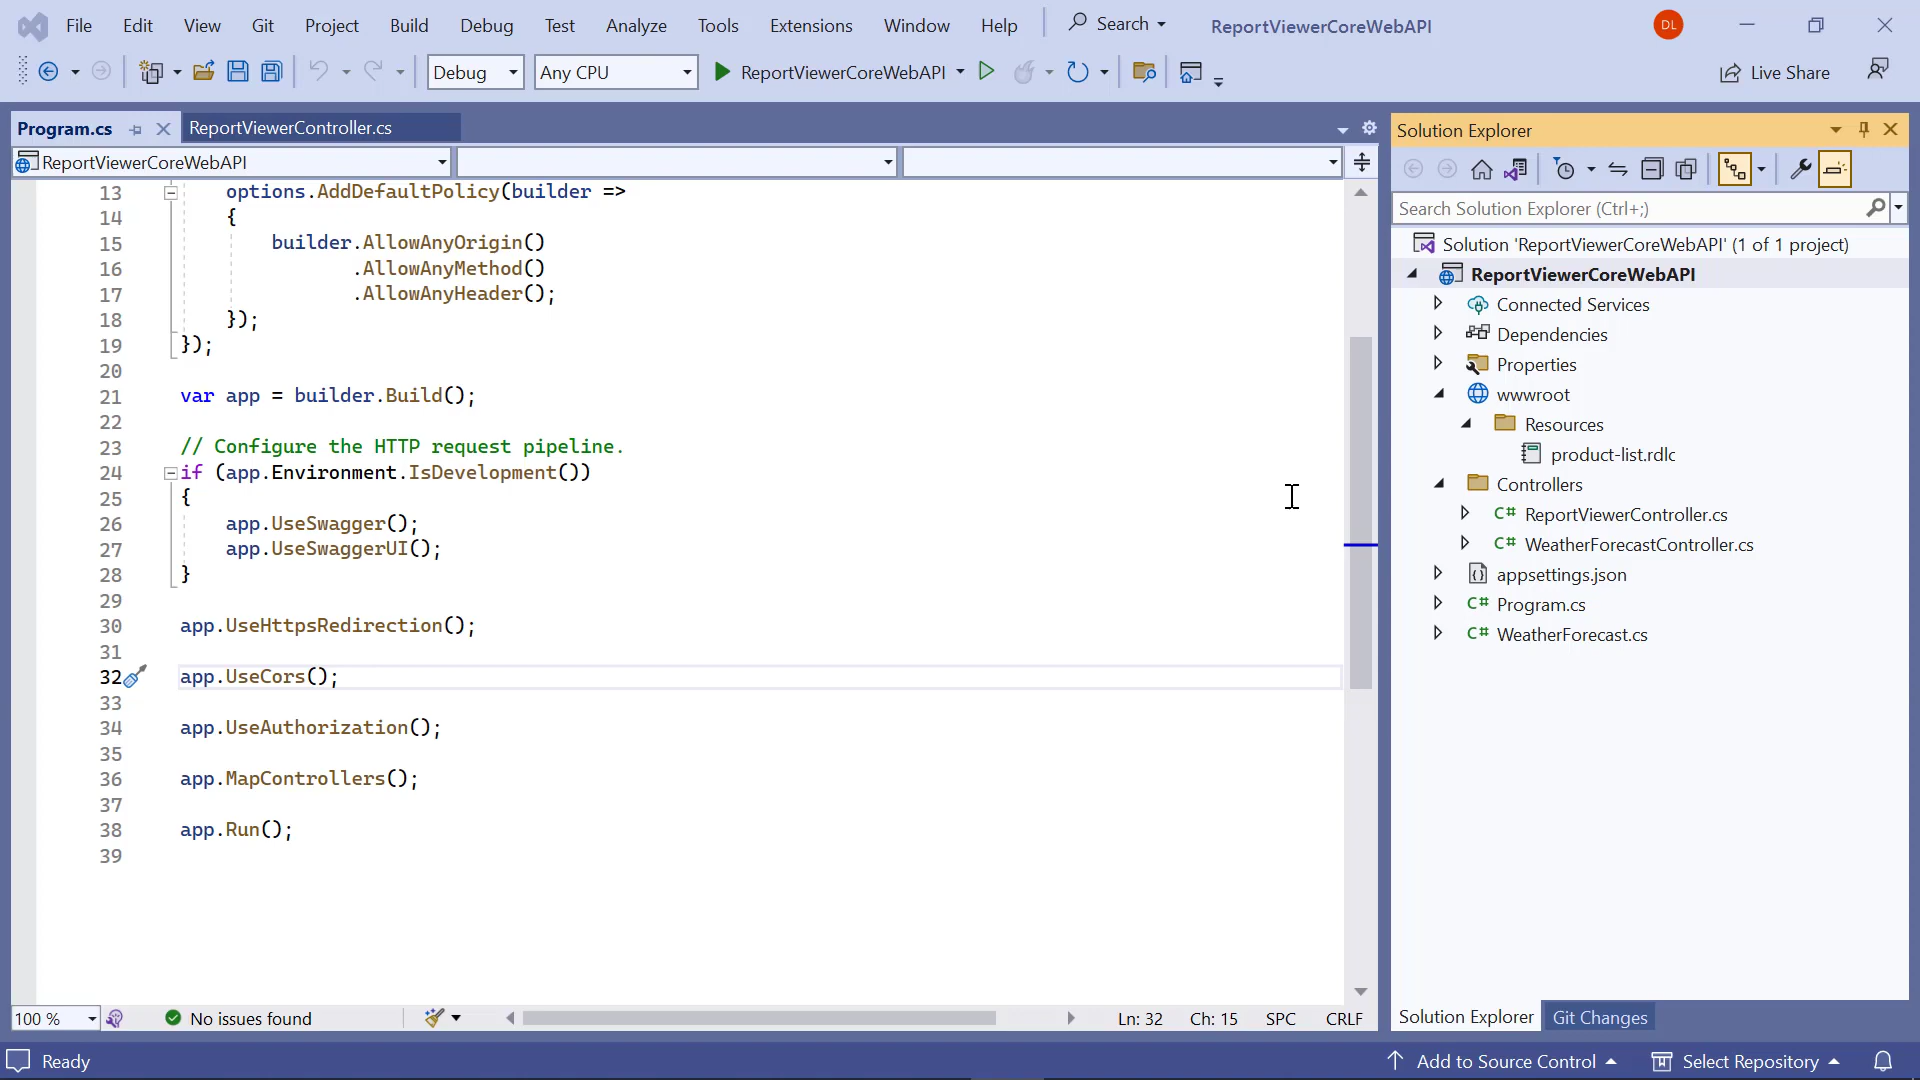 File Edit View Git Project Build Debug Test Analyze Tools Extensions Window Help Search ReportViewerCoreWebAPI DL
Debug Any CPU ReportViewerCoreWebAPI Live Share
Program.cs ReportViewerController.cs
ReportViewerCoreWebAPI
13 options.AddDefaultPolicy(builder =>
14 {
15 builder.AllowAnyOrigin()
16 .AllowAnyMethod()
17 .AllowAnyHeader();
18 });
19 });
20
21 var app = builder.Build();
22
23 // Configure the HTTP request pipeline.
24 if (app.Environment.IsDevelopment())
25 {
26 app.UseSwagger();
27 app.UseSwaggerUI();
28 }
29
30 app.UseHttpsRedirection();
31
32 app.UseCors();
33
34 app.UseAuthorization();
35
36 app.MapControllers();
37
38 app.Run();
39
100 % No issues found Ln: 32 Ch: 15 SPC CRLF
Solution Explorer
Search Solution Explorer (Ctrl+;)
Solution 'ReportViewerCoreWebAPI' (1 of 1 project)
ReportViewerCoreWebAPI
Connected Services
Dependencies
Properties
wwwroot
Resources
product-list.rdlc
Controllers
C# ReportViewerController.cs
C# WeatherForecastController.cs
appsettings.json
C# Program.cs
C# WeatherForecast.cs
Solution Explorer Git Changes
Ready Add to Source Control Select Repository